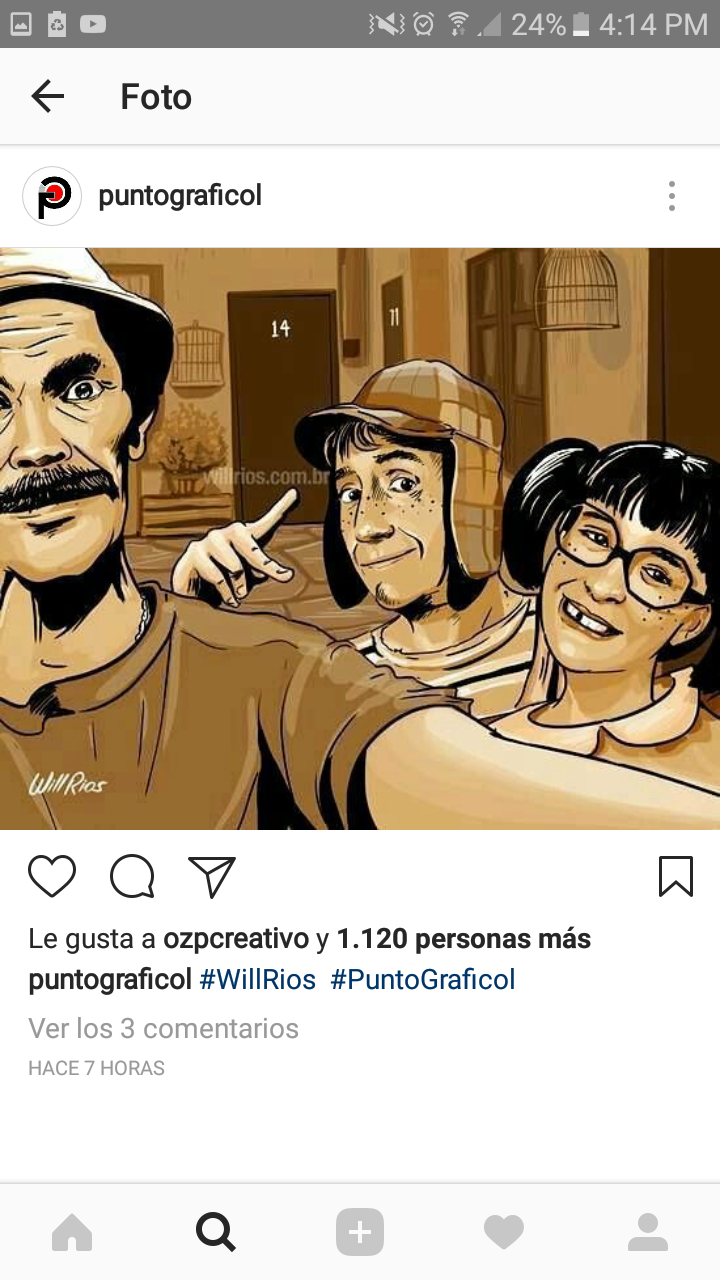 24% 4:14 PM
Foto
puntograficol
14
11
willrios.com.br
WillRios
Le gusta a ozpcreativo y 1.120 personas más
puntograficol #WillRios #PuntoGraficol
Ver los 3 comentarios
HACE 7 HORAS